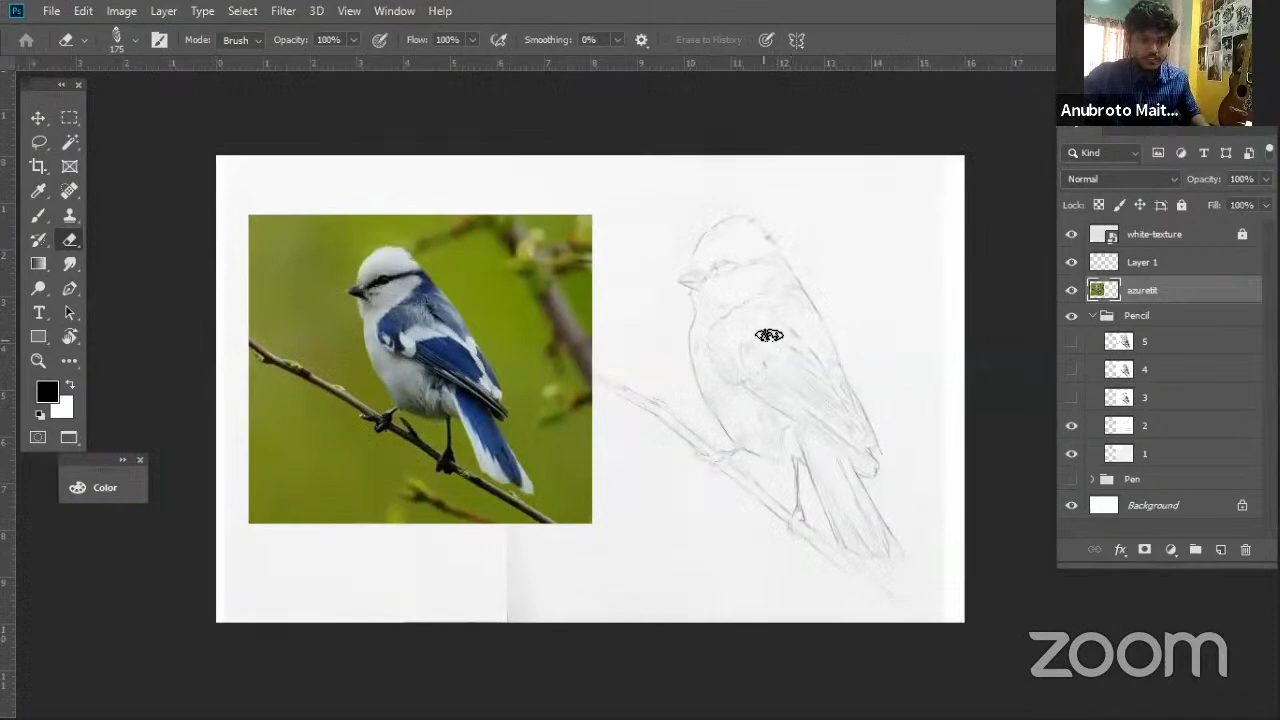 Ps File Edit Image Layer Type Select Filter 3D View Window Help
175 Mode: Brush Opacity: 100% Flow: 100% Smoothing: 0% Erase to History
Anubroto Mait...
Kind
Normal Opacity: 100%
Lock: Fill: 100%
white-texture
Layer 1
azuretit
Pencil
5
4
3
2
1
Pen
Background
Color
zoom